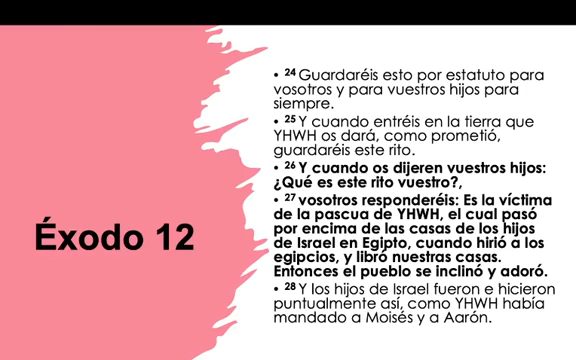 Éxodo 12
• 24 Guardaréis esto por estatuto para
vosotros y para vuestros hijos para
siempre.
• 25 Y cuando entréis en la tierra que
YHWH os dará, como prometió,
guardaréis este rito.
• 26 Y cuando os dijeren vuestros hijos:
¿Qué es este rito vuestro?,
• 27 vosotros responderéis: Es la víctima
de la pascua de YHWH, el cual pasó
por encima de las casas de los hijos
de Israel en Egipto, cuando hirió a los
egipcios, y libró nuestras casas.
Entonces el pueblo se inclinó y adoró.
• 28 Y los hijos de Israel fueron e hicieron
puntualmente así, como YHWH había
mandado a Moisés y a Aarón.